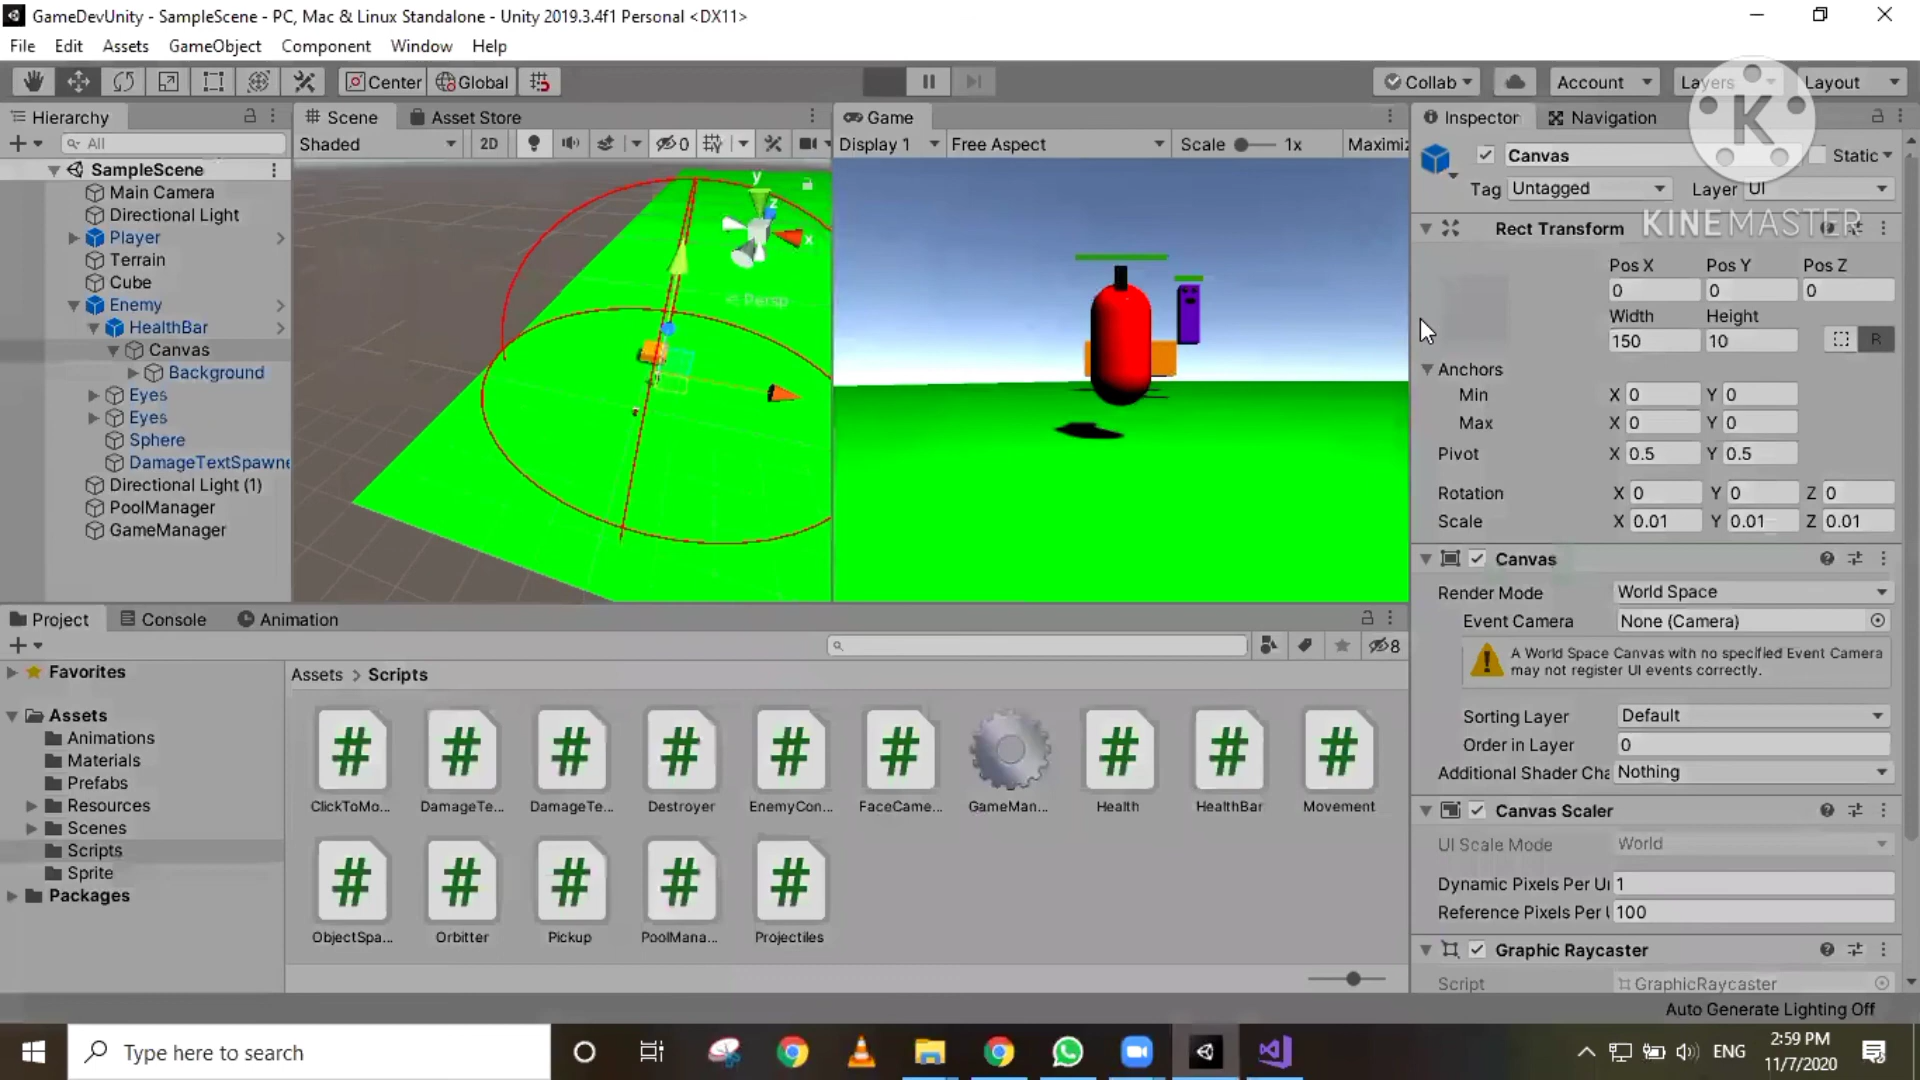 GameDevUnity - SampleScene - PC, Mac & Linux Standalone - Unity 2019.3.4f1 Personal <DX11>
File Edit Assets GameObject Component Window Help
Center Global Collab Account Layers Layout
Hierarchy
All
SampleScene
Main Camera
Directional Light
Player
Terrain
Cube
Enemy
HealthBar
Canvas
Background
Eyes
Eyes
Sphere
DamageTextSpawne
Directional Light (1)
PoolManager
GameManager
Scene Asset Store
Shaded 2D 0
y
z
x
< Persp
Game
Display 1 Free Aspect Scale 1x Maximiz
Inspector Navigation
K
KINEMASTER
Canvas Static
Tag Untagged Layer UI
Rect Transform
Pos X Pos Y Pos Z
0 0 0
Width Height
150 10 R
Anchors
Min X 0 Y 0
Max X 0 Y 0
Pivot X 0.5 Y 0.5
Rotation X 0 Y 0 Z 0
Scale X 0.01 Y 0.01 Z 0.01
Canvas
Render Mode World Space
Event Camera None (Camera)
A World Space Canvas with no specified Event Camera
may not register UI events correctly.
Sorting Layer Default
Order in Layer 0
Additional Shader Cha Nothing
Canvas Scaler
UI Scale Mode World
Dynamic Pixels Per Ui 1
Reference Pixels Per U 100
Graphic Raycaster
Script GraphicRaycaster
Project Console Animation
8
Favorites
Assets
Animations
Materials
Prefabs
Resources
Scenes
Scripts
Sprite
Packages
Assets > Scripts
ClickToMo... DamageTe... DamageTe... Destroyer EnemyCon... FaceCame... GameMan... Health HealthBar Movement
ObjectSpa... Orbitter Pickup PoolMana... Projectiles
Auto Generate Lighting Off
Type here to search
ENG
2:59 PM
11/7/2020